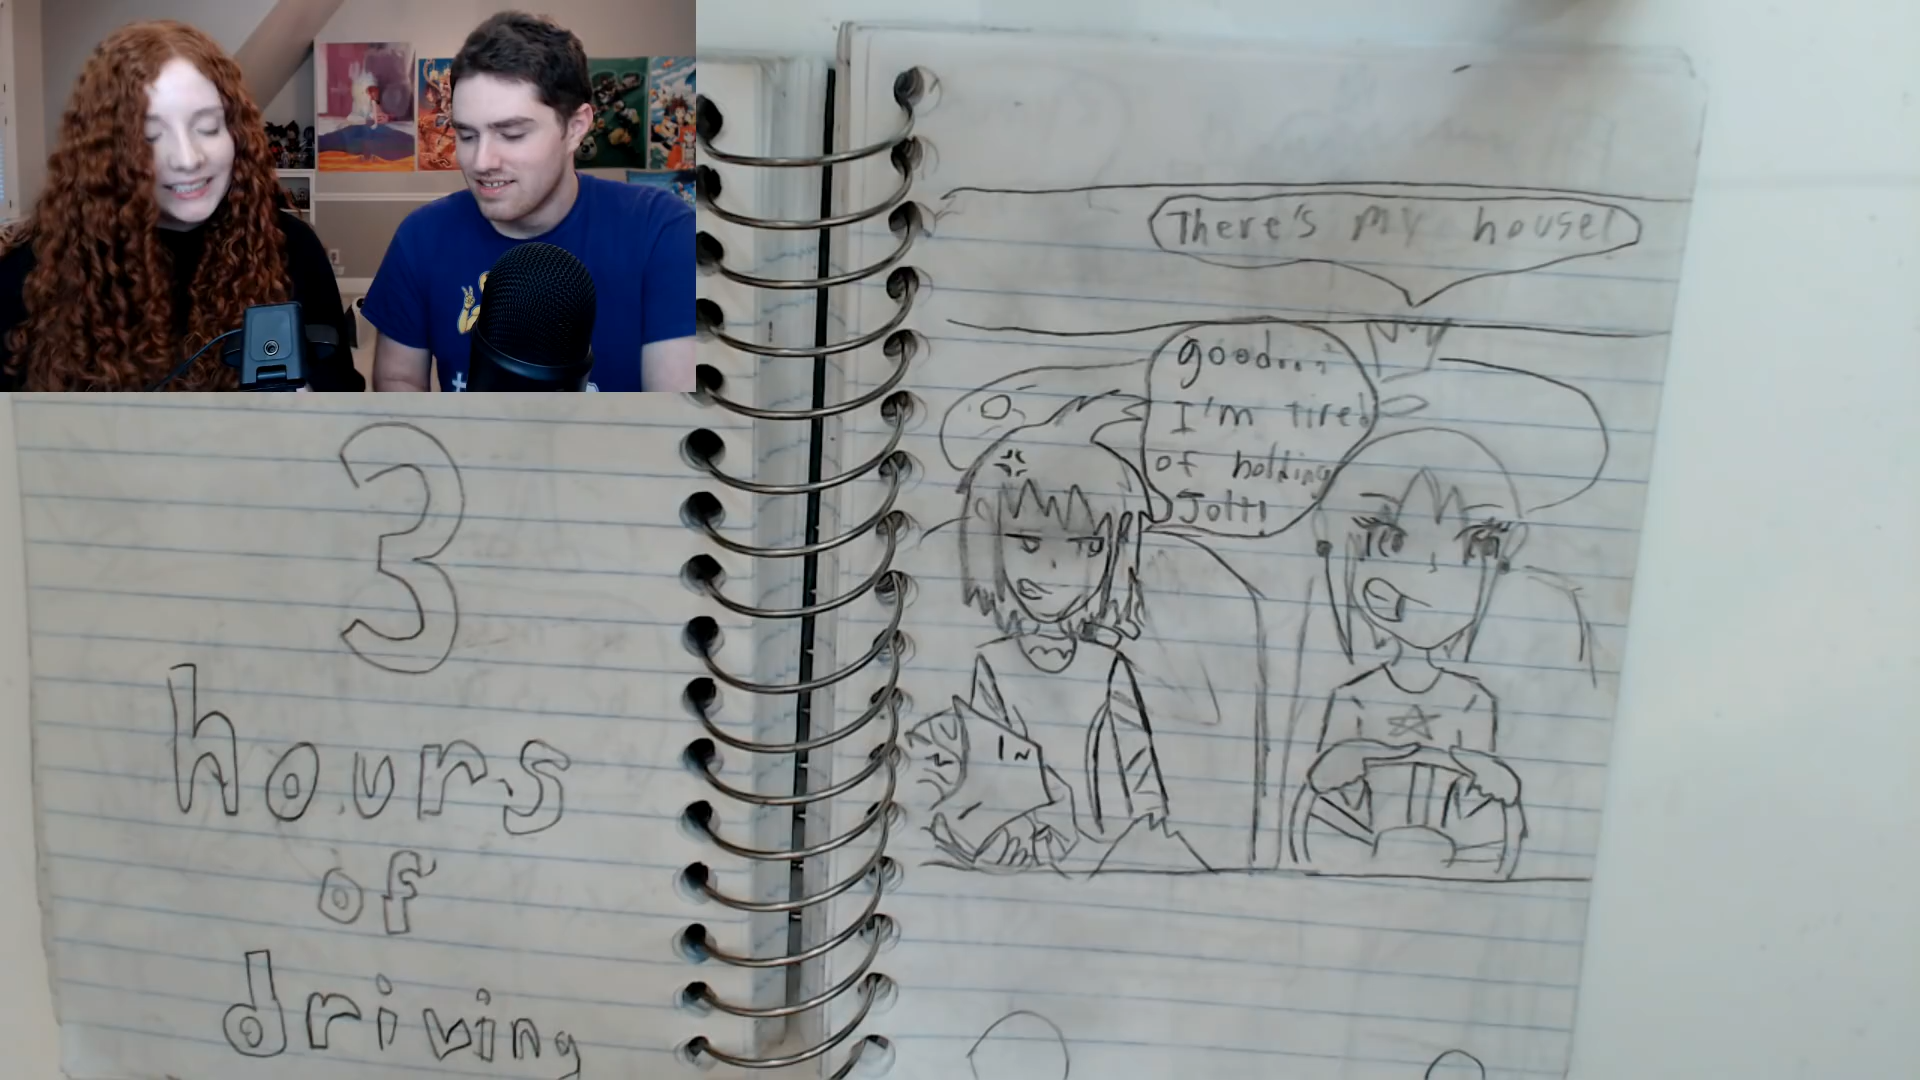 3
hours
of
driving
There's my house!
good...
I'm tired
of holding
Jolt!